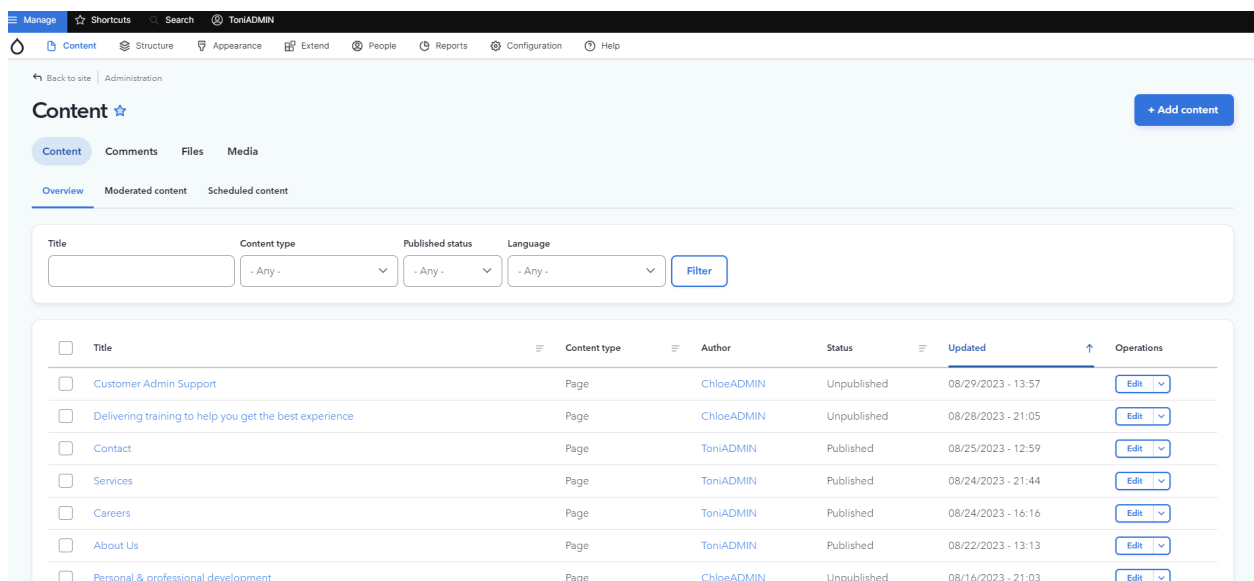 Manage Shortcuts Search ToniADMIN
Content Structure Appearance Extend People Reports Configuration Help
Back to site Administration
Content
+ Add content
Content Comments Files Media
Overview Moderated content Scheduled content
Title Content type Published status Language
- Any - - Any - - Any - Filter
Title Content type Author Status Updated Operations
Customer Admin Support Page ChloeADMIN Unpublished 08/29/2023 - 13:57 Edit
Delivering training to help you get the best experience Page ChloeADMIN Unpublished 08/28/2023 - 21:05 Edit
Contact Page ToniADMIN Published 08/25/2023 - 12:59 Edit
Services Page ToniADMIN Published 08/24/2023 - 21:44 Edit
Careers Page ToniADMIN Published 08/24/2023 - 16:16 Edit
About Us Page ToniADMIN Published 08/22/2023 - 13:13 Edit
Personal & professional development Page ChloeADMIN Unpublished 08/16/2023 - 21:03 Edit